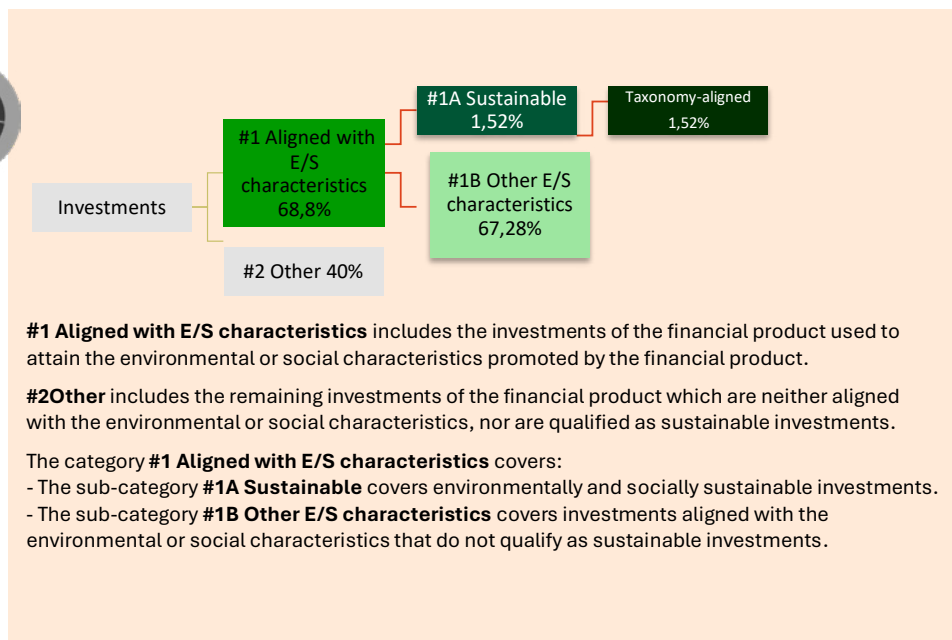 #1A Sustainable
1,52%
Taxonomy-aligned
1,52%
#1 Aligned with
E/S
characteristics
68,8%
#1B Other E/S
characteristics
67,28%
Investments
#2 Other 40%
#1 Aligned with E/S characteristics includes the investments of the financial product used to
attain the environmental or social characteristics promoted by the financial product.
#2Other includes the remaining investments of the financial product which are neither aligned
with the environmental or social characteristics, nor are qualified as sustainable investments.
The category #1 Aligned with E/S characteristics covers:
- The sub-category #1A Sustainable covers environmentally and socially sustainable investments.
- The sub-category #1B Other E/S characteristics covers investments aligned with the
environmental or social characteristics that do not qualify as sustainable investments.